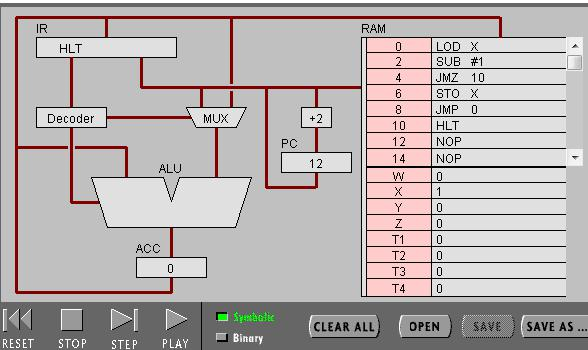 IR
RAM
HLT
0 LOD X
2 SUB #1
4 JMZ 10
6 STO X
8 JMP 0
10 HLT
12 NOP
14 NOP
Decoder
MUX
+2
PC
12
ALU
W 0
X 1
Y 0
Z 0
T1 0
T2 0
T3 0
T4 0
ACC
0
RESET STOP STEP PLAY
Symbolic
Binary
CLEAR ALL OPEN SAVE SAVE AS ...